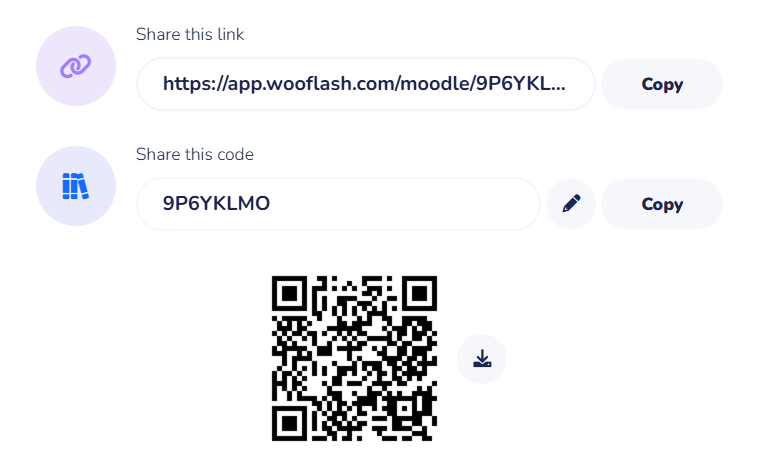 Share this link
https://app.wooflash.com/moodle/9P6YKL...
Copy
Share this code
9P6YKLMO
Copy